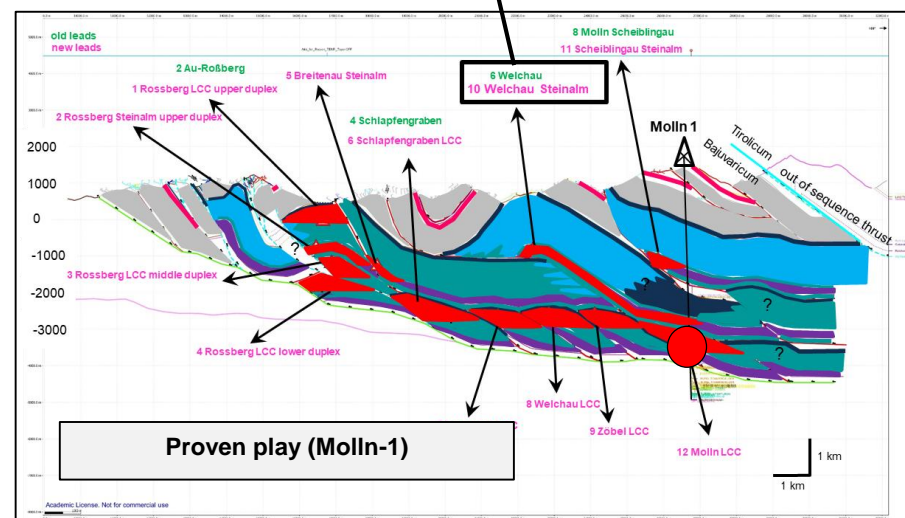 old leads
new leads
2 Au-Roßberg
1 Rossberg LCC upper duplex
2 Rossberg Steinalm upper duplex
5 Breitenau Steinalm
4 Schlapfengraben
6 Schlapfengraben LCC
6 Welchau
10 Welchau Steinalm
8 Molln Scheiblingau
11 Scheiblingau Steinalm
Molln 1
Tirolicum
Bajuvaricum
out of sequence thrust
2000
1000
0
-1000
-2000
-3000
?
?
?
?
3 Rossberg LCC middle duplex
4 Rossberg LCC lower duplex
8 Welchau LCC
9 Zöbel LCC
12 Molln LCC
Proven play (Molln-1)
1 km
1 km
Academic License. Not for commercial use